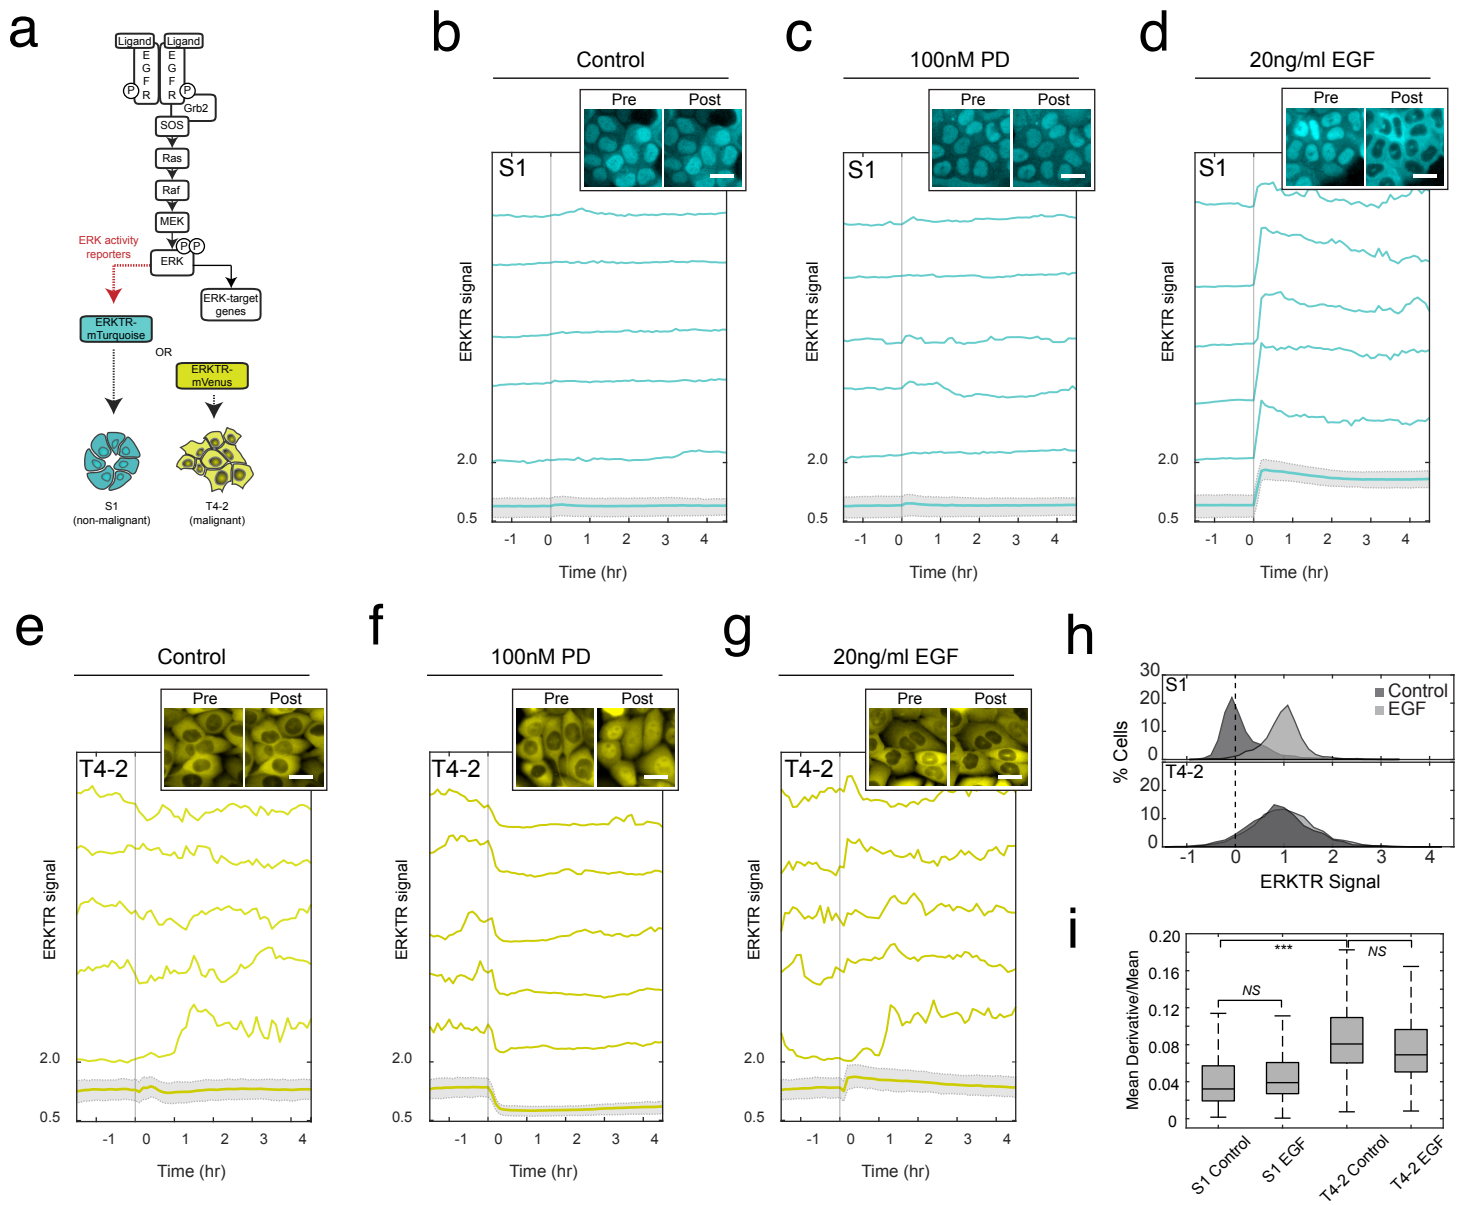 a
Ligand
Ligand
E
G
F
R
E
G
F
R
P
P
Grb2
SOS
Ras
Raf
MEK
P
P
ERK
ERK activity
reporters
ERK-target
genes
ERKTR-
mTurquoise
OR
ERKTR-
mVenus
S1
(non-malignant)
T4-2
(malignant)
b
Control
Pre
Post
S1
ERKTR signal
2.0
0.5
-1
0
1
2
3
4
Time (hr)
c
100nM PD
Pre
Post
S1
ERKTR signal
2.0
0.5
-1
0
1
2
3
4
Time (hr)
d
20ng/ml EGF
Pre
Post
S1
ERKTR signal
2.0
0.5
-1
0
1
2
3
4
Time (hr)
e
Control
Pre
Post
T4-2
ERKTR signal
2.0
0.5
-1
0
1
2
3
4
Time (hr)
f
100nM PD
Pre
Post
T4-2
ERKTR signal
2.0
0.5
-1
0
1
2
3
4
Time (hr)
g
20ng/ml EGF
Pre
Post
T4-2
ERKTR signal
2.0
0.5
-1
0
1
2
3
4
Time (hr)
h
30
20
10
0
S1
Control
EGF
% Cells
T4-2
20
10
0
-1
0
1
2
3
4
ERKTR Signal
i
0.20
0.16
0.12
0.08
0.04
0
Mean Derivative/Mean
***
NS
NS
S1 Control
S1 EGF
T4-2 Control
T4-2 EGF